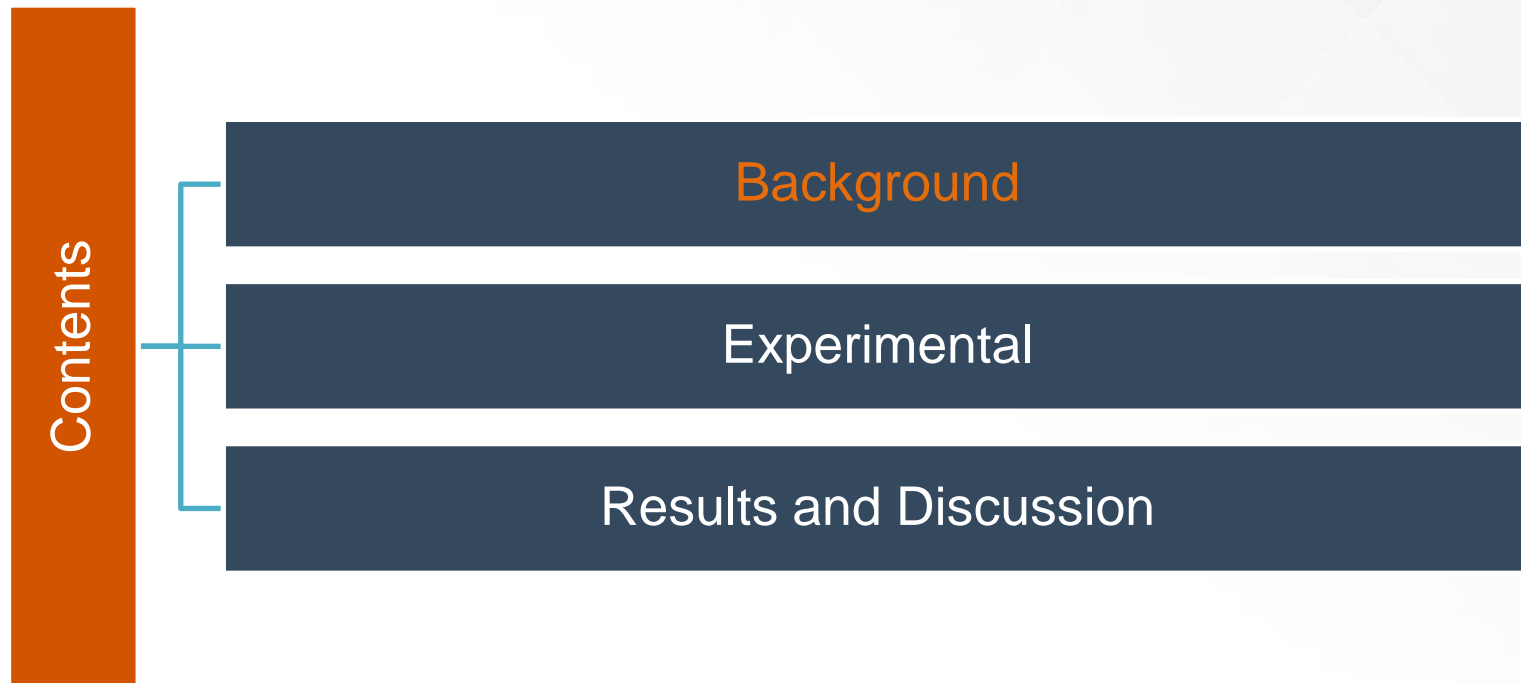 Contents
Background
Experimental
Results and Discussion